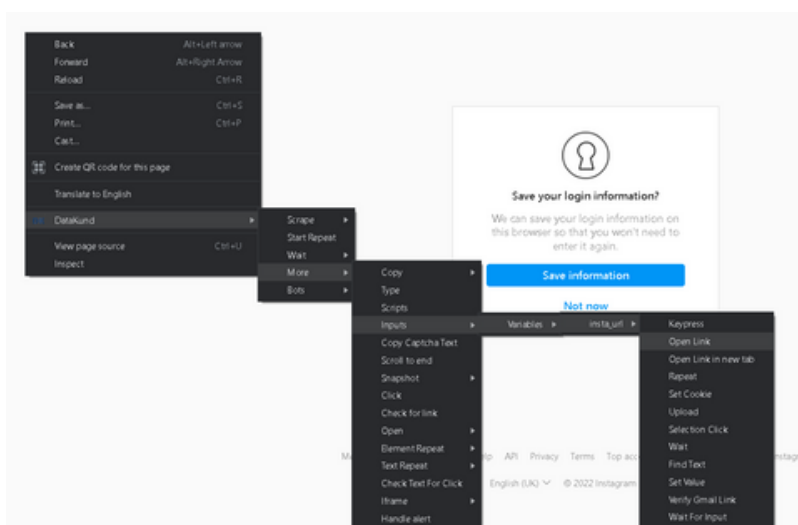 Back Alt+Left arrow
Forward Alt+Right Arrow
Reload Ctrl+R
Save as... Ctrl+S
Print... Ctrl+P
Cast...
Create QR code for this page
Translate to English
DataKund
View page source Ctrl+U
Inspect
Scrape
Start Repeat
Wait
More
Bots
Copy
Type
Scripts
Inputs
Copy Captcha Text
Scroll to end
Snapshot
Click
Check for link
Open
Element Repeat
Text Repeat
Check Text For Click
Iframe
Handle alert
Variables
insta_url
Keypress
Open Link
Open Link in new tab
Repeat
Set Cookie
Upload
Selection Click
Wait
Find Text
Set Value
Verify Gmail Link
Wait For Input
Save your login information?
We can save your login information on
this browser so that you won't need to
enter it again.
Save information
Not now
API Privacy Terms Top
English (UK) © 2022 Instagram